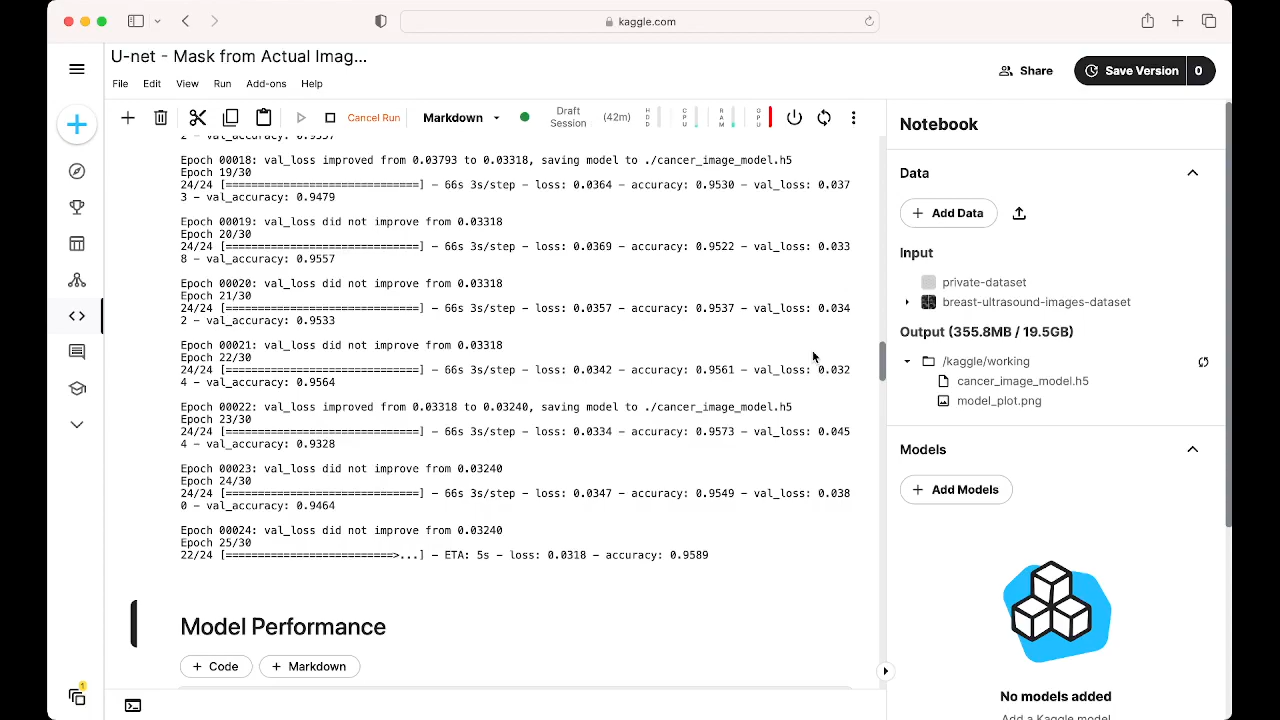 kaggle.com
U-net - Mask from Actual Imag...
File Edit View Run Add-ons Help
Share
Save Version 0
Cancel Run Markdown Draft Session (42m) HDD CPU RAM GPU
Epoch 00018: val_loss improved from 0.03793 to 0.03318, saving model to ./cancer_image_model.h5
Epoch 19/30
24/24 [==============================] – 66s 3s/step – loss: 0.0364 – accuracy: 0.9530 – val_loss: 0.037
3 – val_accuracy: 0.9479
Epoch 00019: val_loss did not improve from 0.03318
Epoch 20/30
24/24 [==============================] – 66s 3s/step – loss: 0.0369 – accuracy: 0.9522 – val_loss: 0.033
8 – val_accuracy: 0.9557
Epoch 00020: val_loss did not improve from 0.03318
Epoch 21/30
24/24 [==============================] – 66s 3s/step – loss: 0.0357 – accuracy: 0.9537 – val_loss: 0.034
2 – val_accuracy: 0.9533
Epoch 00021: val_loss did not improve from 0.03318
Epoch 22/30
24/24 [==============================] – 66s 3s/step – loss: 0.0342 – accuracy: 0.9561 – val_loss: 0.032
4 – val_accuracy: 0.9564
Epoch 00022: val_loss improved from 0.03318 to 0.03240, saving model to ./cancer_image_model.h5
Epoch 23/30
24/24 [==============================] – 66s 3s/step – loss: 0.0334 – accuracy: 0.9573 – val_loss: 0.045
4 – val_accuracy: 0.9328
Epoch 00023: val_loss did not improve from 0.03240
Epoch 24/30
24/24 [==============================] – 66s 3s/step – loss: 0.0347 – accuracy: 0.9549 – val_loss: 0.038
0 – val_accuracy: 0.9464
Epoch 00024: val_loss did not improve from 0.03240
Epoch 25/30
22/24 [==========================>...] – ETA: 5s – loss: 0.0318 – accuracy: 0.9589
Model Performance
+ Code + Markdown
Notebook
Data
+ Add Data
Input
private-dataset
breast-ultrasound-images-dataset
Output (355.8MB / 19.5GB)
/kaggle/working
cancer_image_model.h5
model_plot.png
Models
+ Add Models
No models added
Add a Kaggle model